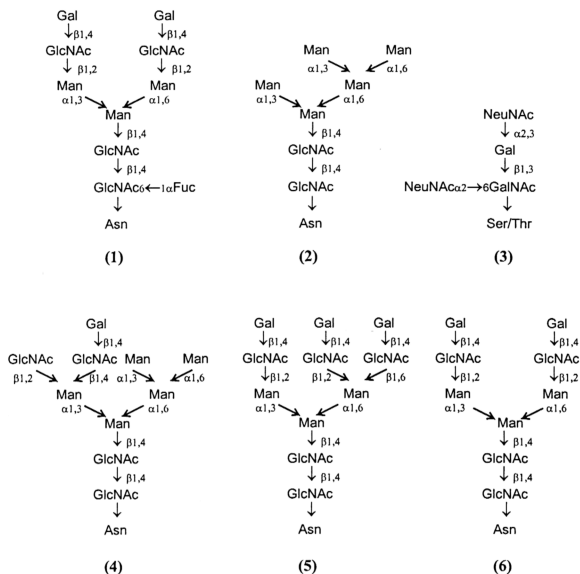 Gal Gal
↓β1,4 ↓β1,4
GlcNAc GlcNAc
↓β1,2 ↓β1,2
Man Man
α1,3 α1,6
Man
↓β1,4
GlcNAc
↓β1,4
GlcNAc6←1αFuc
↓
Asn
(1)
Man Man
α1,3 α1,6
Man Man
α1,3 α1,6
Man
↓β1,4
GlcNAc
↓β1,4
GlcNAc
↓
Asn
(2)
NeuNAc
↓α2,3
Gal
↓β1,3
NeuNAcα2→6GalNAc
↓
Ser/Thr
(3)
Gal
↓β1,4
GlcNAc GlcNAc Man Man
β1,2 β1,4 α1,3 α1,6
Man Man
α1,3 α1,6
Man
↓β1,4
GlcNAc
↓β1,4
GlcNAc
↓
Asn
(4)
Gal Gal Gal
↓β1,4 ↓β1,4 ↓β1,4
GlcNAc GlcNAc GlcNAc
↓β1,2 β1,2 β1,6
Man Man
α1,3 α1,6
Man
↓β1,4
GlcNAc
↓β1,4
GlcNAc
↓
Asn
(5)
Gal Gal
↓β1,4 ↓β1,4
GlcNAc GlcNAc
↓β1,2 ↓β1,2
Man Man
α1,3 α1,6
Man
↓β1,4
GlcNAc
↓β1,4
GlcNAc
↓
Asn
(6)